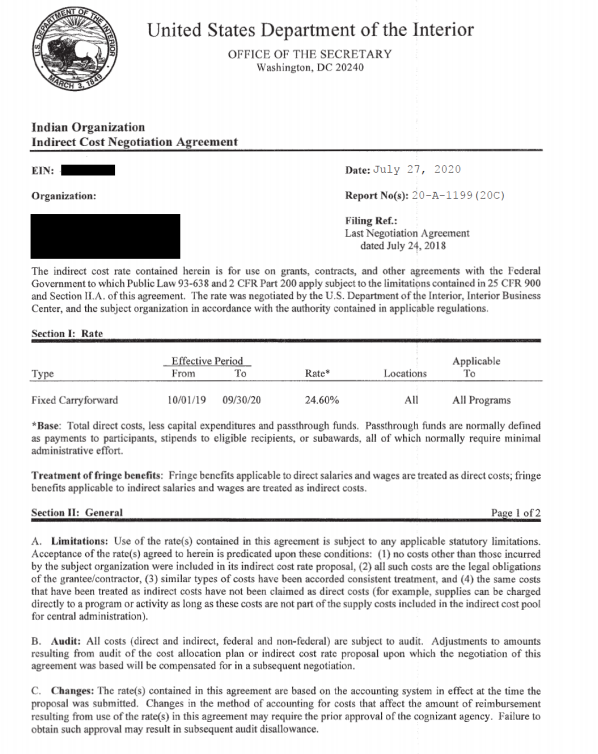 U.S. DEPARTMENT OF THE INTERIOR
MARCH 3, 1849
United States Department of the Interior
OFFICE OF THE SECRETARY
Washington, DC 20240
Indian Organization
Indirect Cost Negotiation Agreement
EIN:
Date: July 27, 2020
Organization:
Report No(s): 20-A-1199(20C)
Filing Ref.:
Last Negotiation Agreement
dated July 24, 2018
The indirect cost rate contained herein is for use on grants, contracts, and other agreements with the Federal
Government to which Public Law 93-638 and 2 CFR Part 200 apply subject to the limitations contained in 25 CFR 900
and Section II.A. of this agreement. The rate was negotiated by the U.S. Department of the Interior, Interior Business
Center, and the subject organization in accordance with the authority contained in applicable regulations.
Section I: Rate
Effective Period Applicable
Type From To Rate* Locations To
Fixed Carryforward 10/01/19 09/30/20 24.60% All All Programs
*Base: Total direct costs, less capital expenditures and passthrough funds. Passthrough funds are normally defined
as payments to participants, stipends to eligible recipients, or subawards, all of which normally require minimal
administrative effort.
Treatment of fringe benefits: Fringe benefits applicable to direct salaries and wages are treated as direct costs; fringe
benefits applicable to indirect salaries and wages are treated as indirect costs.
Section II: General Page 1 of 2
A. Limitations: Use of the rate(s) contained in this agreement is subject to any applicable statutory limitations.
Acceptance of the rate(s) agreed to herein is predicated upon these conditions: (1) no costs other than those incurred
by the subject organization were included in its indirect cost rate proposal, (2) all such costs are the legal obligations
of the grantee/contractor, (3) similar types of costs have been accorded consistent treatment, and (4) the same costs
that have been treated as indirect costs have not been claimed as direct costs (for example, supplies can be charged
directly to a program or activity as long as these costs are not part of the supply costs included in the indirect cost pool
for central administration).
B. Audit: All costs (direct and indirect, federal and non-federal) are subject to audit. Adjustments to amounts
resulting from audit of the cost allocation plan or indirect cost rate proposal upon which the negotiation of this
agreement was based will be compensated for in a subsequent negotiation.
C. Changes: The rate(s) contained in this agreement are based on the accounting system in effect at the time the
proposal was submitted. Changes in the method of accounting for costs that affect the amount of reimbursement
resulting from use of the rate(s) in this agreement may require the prior approval of the cognizant agency. Failure to
obtain such approval may result in subsequent audit disallowance.